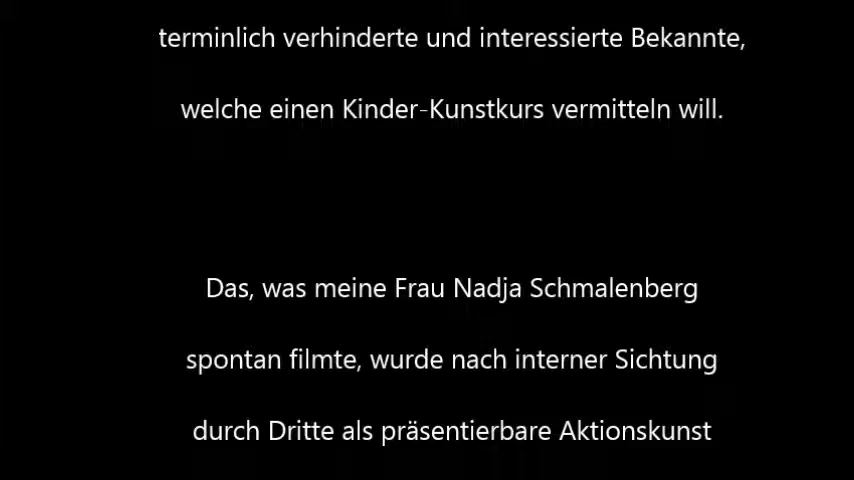 terminlich verhinderte und interessierte Bekannte,
welche einen Kinder-Kunstkurs vermitteln will.
Das, was meine Frau Nadja Schmalenberg
spontan filmte, wurde nach interner Sichtung
durch Dritte als präsentierbare Aktionskunst